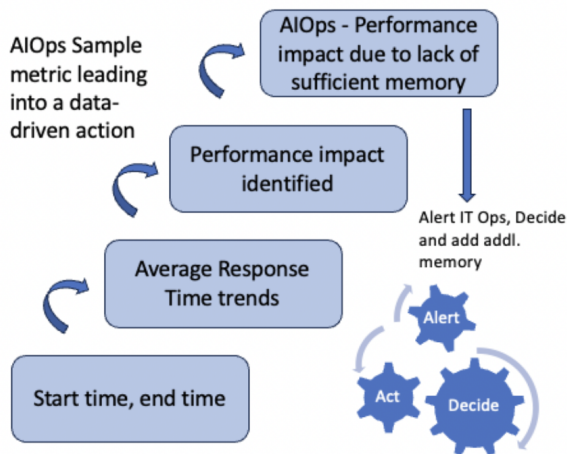 AIOps Sample
metric leading
into a data-
driven action
AIOps - Performance
impact due to lack of
sufficient memory
Performance impact
identified
Average Response
Time trends
Start time, end time
Alert IT Ops, Decide
and add addl.
memory
Alert
Act
Decide